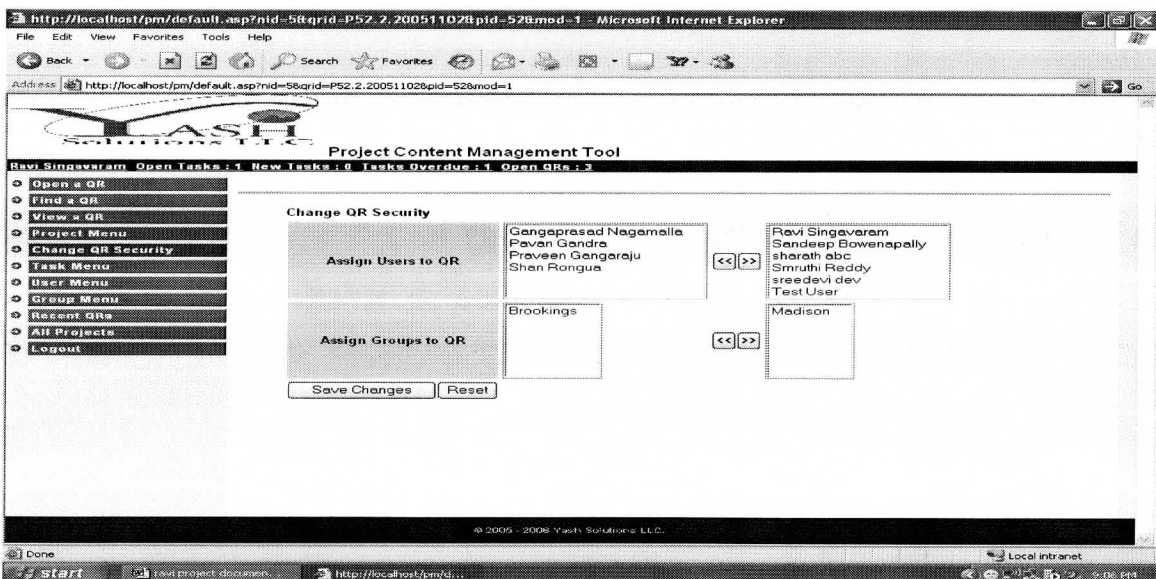 http://localhost/pm/default.asp?nid=5&qrid=P52.2.20051102&pid=52&mod=1 - Microsoft Internet Explorer
File Edit View Favorites Tools Help
Back Search Favorites
Address http://localhost/pm/default.asp?nid=5&qrid=P52.2.20051102&pid=52&mod=1 Go
YASH
Solutions LLC
Project Content Management Tool
Ravi Singavaram Open Tasks : 1 New Tasks : 0 Tasks Overdue : 1 Open QRs : 3
Open a QR
Find a QR
View a QR
Project Menu
Change QR Security
Task Menu
User Menu
Group Menu
Recent QRs
All Projects
Logout
Change QR Security
Assign Users to QR
Gangaprasad Nagamalla
Pavan Gandra
Praveen Gangaraju
Shan Rongua
<< >>
Ravi Singavaram
Sandeep Bowenapally
sharath abc
Smruthi Reddy
sreedevi dev
Test User
Assign Groups to QR
Brookings
<< >>
Madison
Save Changes Reset
© 2005 - 2006 Yash Solutions LLC.
Done Local intranet
start ravi project documen... http://localhost/pm/d... 9:06 PM